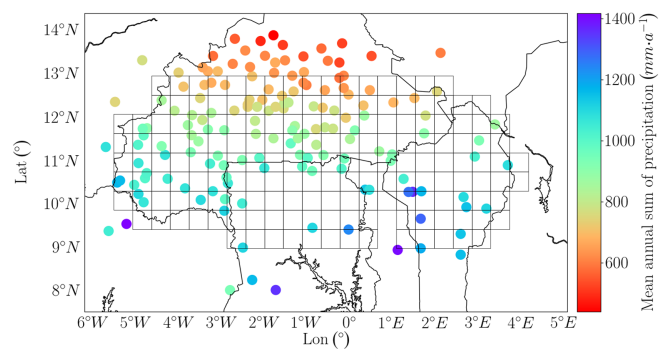 14°N
13°N
12°N
11°N
10°N
9°N
8°N
Lat (°)
6°W 5°W 4°W 3°W 2°W 1°W 0° 1°E 2°E 3°E 4°E 5°E
Lon (°)
1400
1200
1000
800
600
Mean annual sum of precipitation (mm·a⁻¹)